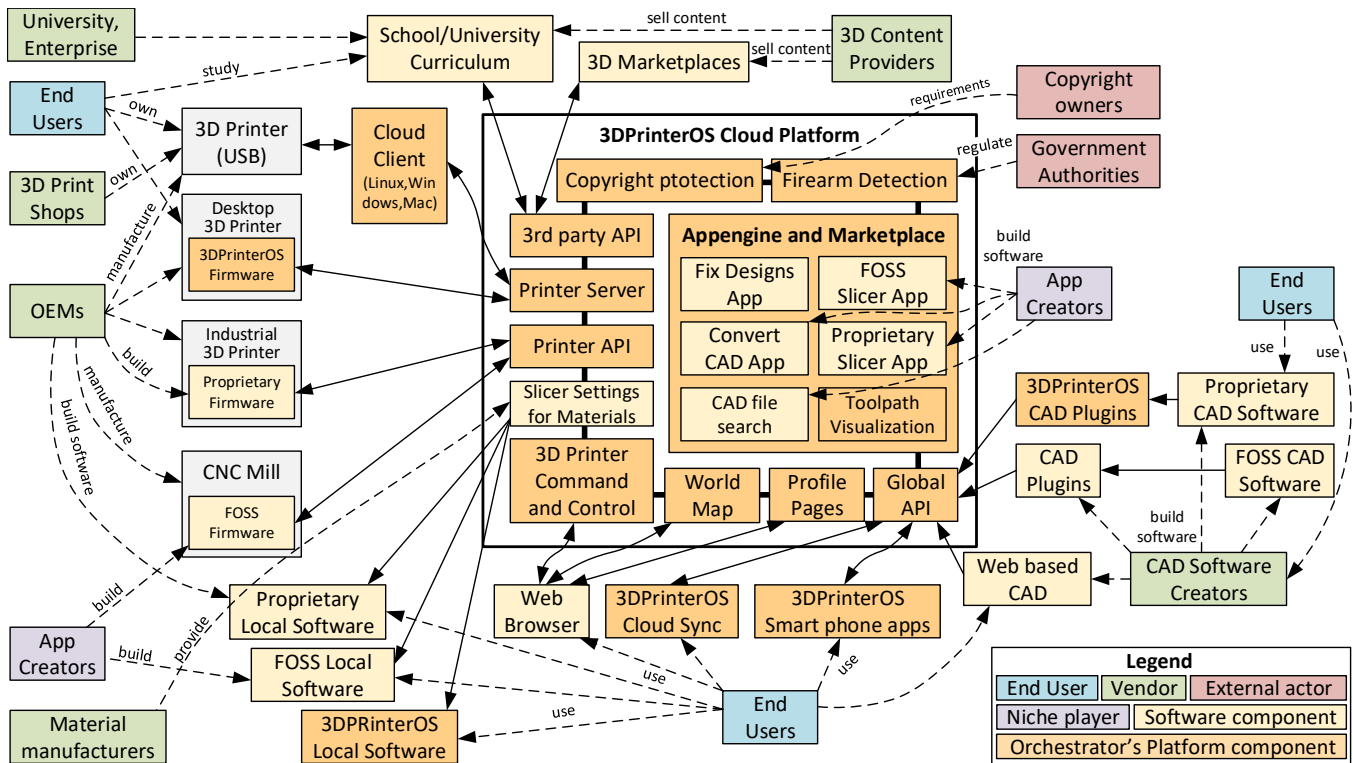 University,
Enterprise
School/University
Curriculum
sell content
3D Marketplaces
sell content
3D Content
Providers
study
End
Users
own
3D Printer
(USB)
Cloud
Client
(Linux,Win
dows,Mac)
requirements
Copyright
owners
3DPrinterOS Cloud Platform
regulate
Government
Authorities
Copyright ptotection
Firearm Detection
3D Print
Shops
own
manufacture
Desktop
3D Printer
3DPrinterOS
Firmware
3rd party API
Appengine and Marketplace
Fix Designs
App
FOSS
Slicer App
build
software
App
Creators
End
Users
Printer Server
OEMs
Industrial
3D Printer
Proprietary
Firmware
build
Printer API
Convert
CAD App
Proprietary
Slicer App
use
use
manufacture
build software
Slicer Settings
for Materials
CAD file
search
Toolpath
Visualization
3DPrinterOS
CAD Plugins
Proprietary
CAD Software
CNC Mill
FOSS
Firmware
3D Printer
Command
and Control
World
Map
Profile
Pages
Global
API
CAD
Plugins
FOSS CAD
Software
build
software
build
Proprietary
Local Software
Web
Browser
3DPrinterOS
Cloud Sync
3DPrinterOS
Smart phone apps
Web based
CAD
CAD Software
Creators
App
Creators
build
provide
FOSS Local
Software
use
use
use
Material
manufacturers
3DPRinterOS
Local Software
End
Users
Legend
End User
Vendor
External actor
Niche player
Software component
Orchestrator's Platform component